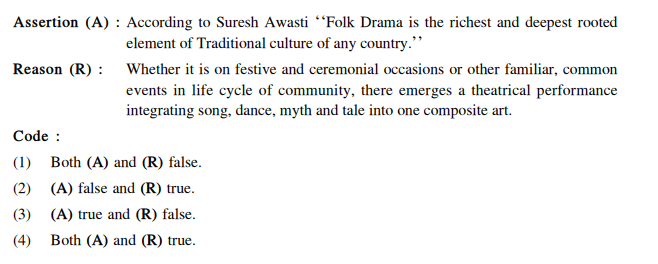 Assertion (A) : According to Suresh Awasti ‘‘Folk Drama is the richest and deepest rooted
element of Traditional culture of any country.’’
Reason (R) : Whether it is on festive and ceremonial occasions or other familiar, common
events in life cycle of community, there emerges a theatrical performance
integrating song, dance, myth and tale into one composite art.
Code :
(1) Both (A) and (R) false.
(2) (A) false and (R) true.
(3) (A) true and (R) false.
(4) Both (A) and (R) true.